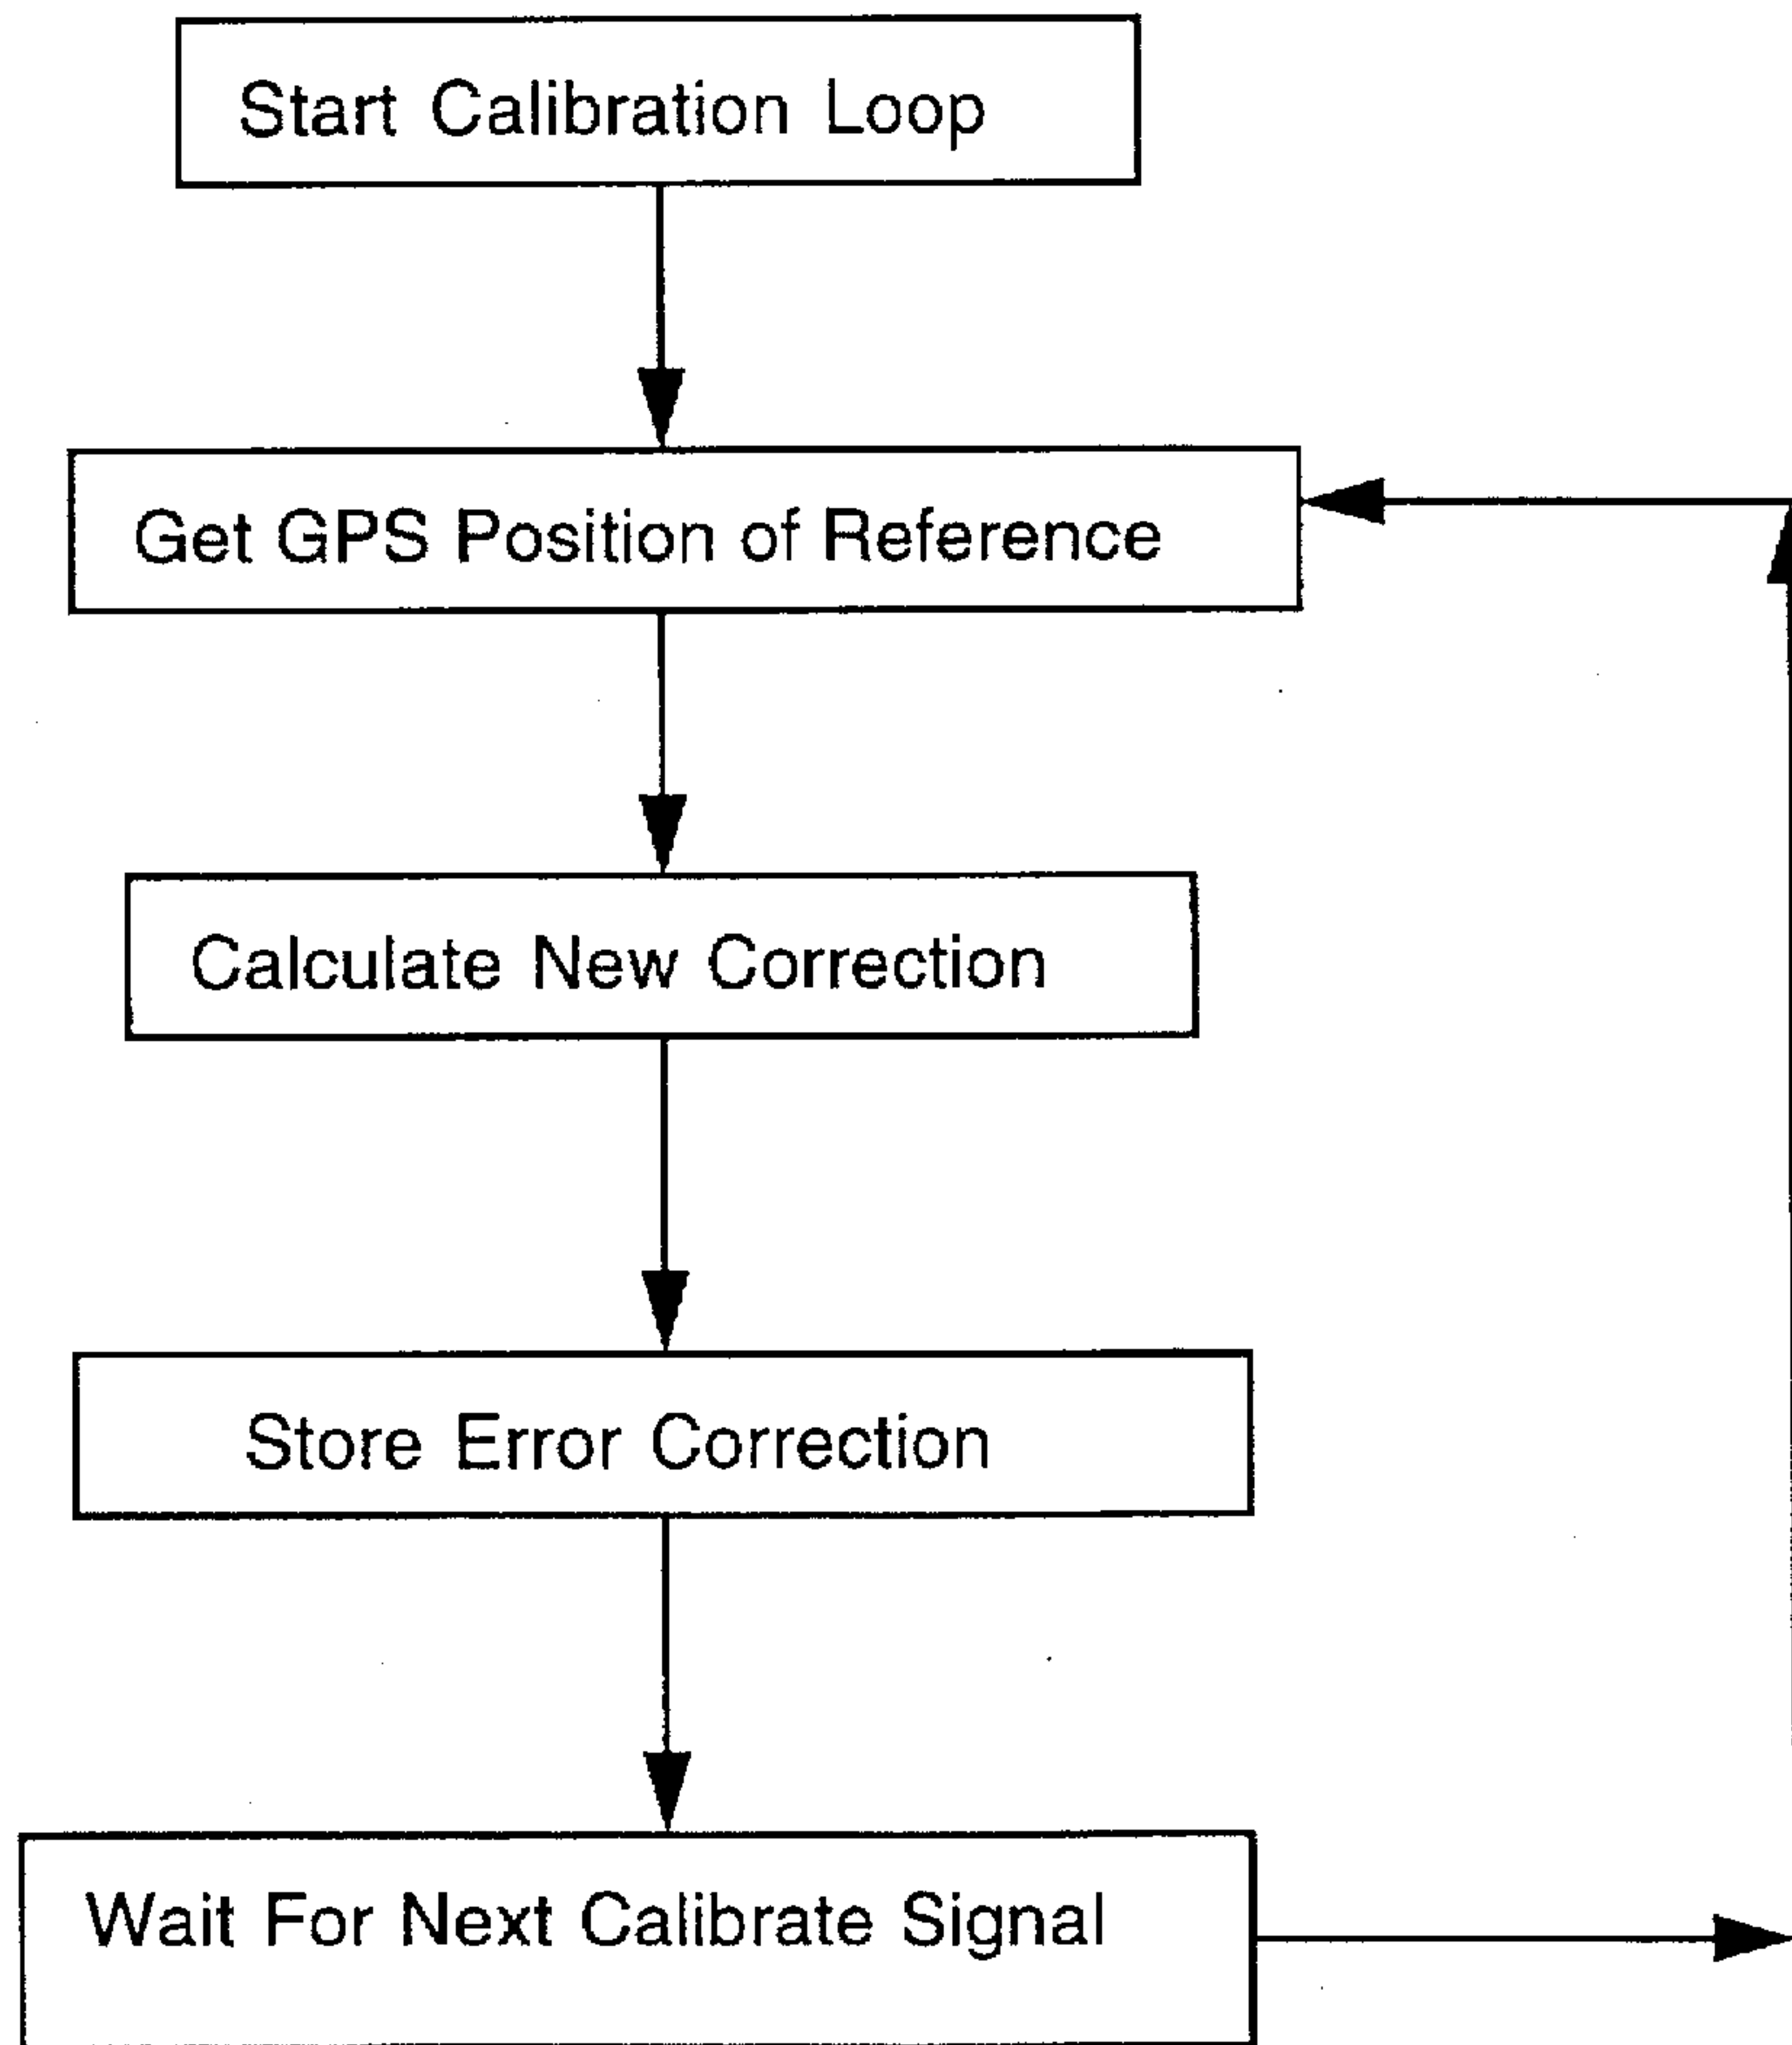 Start Calibration Loop
Get GPS Position of Reference
Calculate New Correction
Store Error Correction
Wait For Next Calibrate Signal